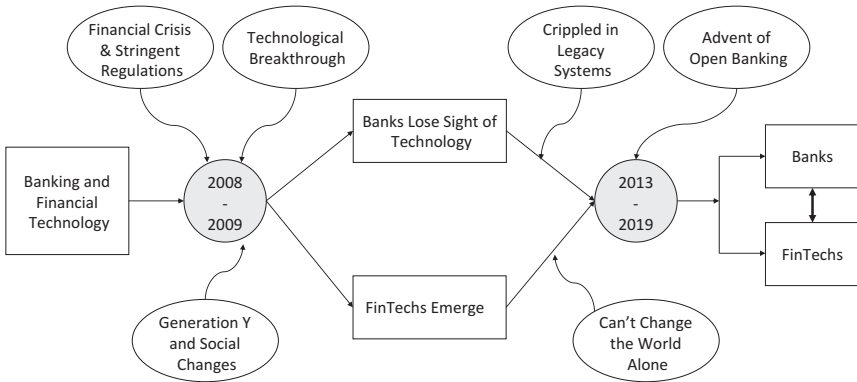 Financial Crisis
& Stringent
Regulations
Technological
Breakthrough
Crippled in
Legacy
Systems
Advent of
Open Banking
Banks Lose Sight of
Technology
Banking and
Financial
Technology
2008
-
2009
2013
-
2019
Banks
FinTechs
FinTechs Emerge
Generation Y
and Social
Changes
Can't Change
the World
Alone